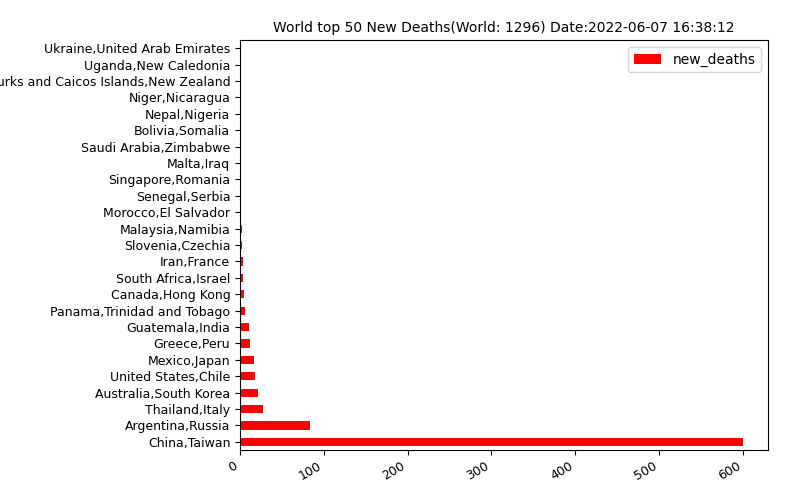 World top 50 New Deaths(World: 1296) Date:2022-06-07 16:38:12
new_deaths
Ukraine,United Arab Emirates
Uganda,New Caledonia
urks and Caicos Islands,New Zealand
Niger,Nicaragua
Nepal,Nigeria
Bolivia,Somalia
Saudi Arabia,Zimbabwe
Malta,Iraq
Singapore,Romania
Senegal,Serbia
Morocco,El Salvador
Malaysia,Namibia
Slovenia,Czechia
Iran,France
South Africa,Israel
Canada,Hong Kong
Panama,Trinidad and Tobago
Guatemala,India
Greece,Peru
Mexico,Japan
United States,Chile
Australia,South Korea
Thailand,Italy
Argentina,Russia
China,Taiwan
0 100 200 300 400 500 600